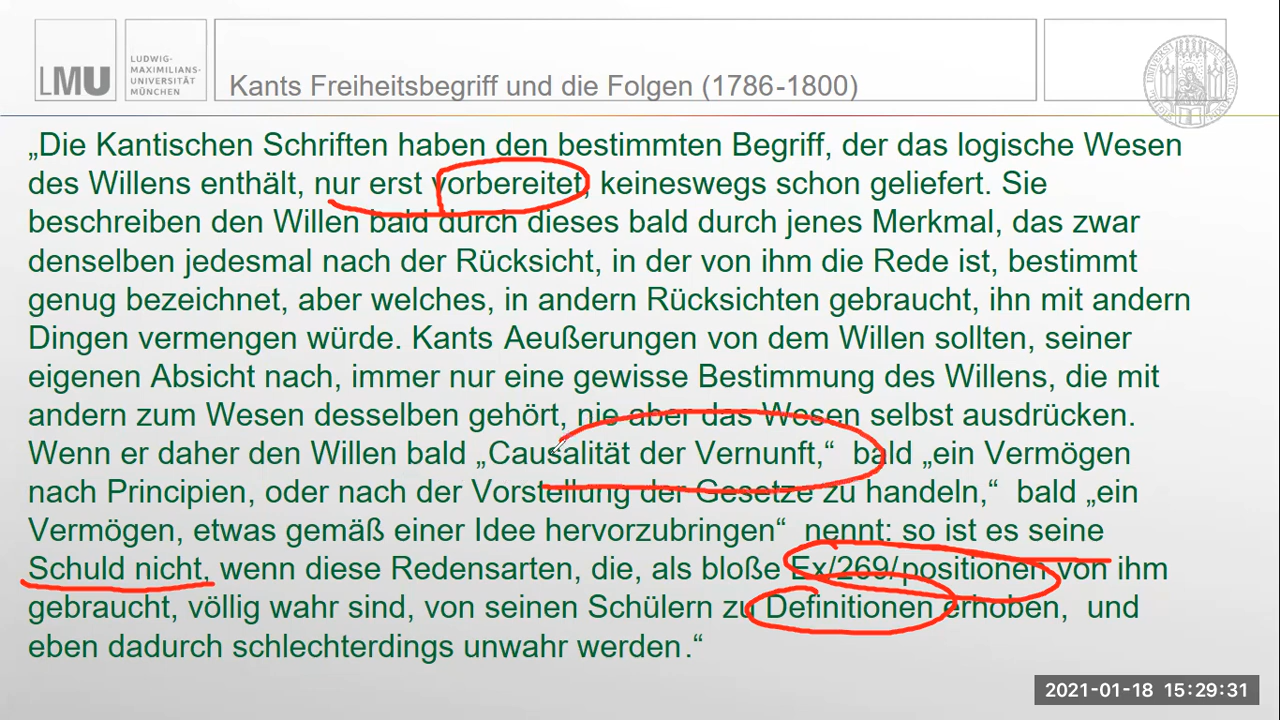 LMU
LUDWIG-
MAXIMILIANS-
UNIVERSITÄT
MÜNCHEN
Kants Freiheitsbegriff und die Folgen (1786-1800)
„Die Kantischen Schriften haben den bestimmten Begriff, der das logische Wesen
des Willens enthält, nur erst vorbereitet, keineswegs schon geliefert. Sie
beschreiben den Willen bald durch dieses bald durch jenes Merkmal, das zwar
denselben jedesmal nach der Rücksicht, in der von ihm die Rede ist, bestimmt
genug bezeichnet, aber welches, in andern Rücksichten gebraucht, ihn mit andern
Dingen vermengen würde. Kants Aeußerungen von dem Willen sollten, seiner
eigenen Absicht nach, immer nur eine gewisse Bestimmung des Willens, die mit
andern zum Wesen desselben gehört, nie aber das Wesen selbst ausdrücken.
Wenn er daher den Willen bald „Causalität der Vernunft,“ bald „ein Vermögen
nach Principien, oder nach der Vorstellung der Gesetze zu handeln,“ bald „ein
Vermögen, etwas gemäß einer Idee hervorzubringen“ nennt: so ist es seine
Schuld nicht, wenn diese Redensarten, die, als bloße Ex/269/positionen von ihm
gebraucht, völlig wahr sind, von seinen Schülern zu Definitionen erhoben, und
eben dadurch schlechterdings unwahr werden.“
2021-01-18 15:29:31